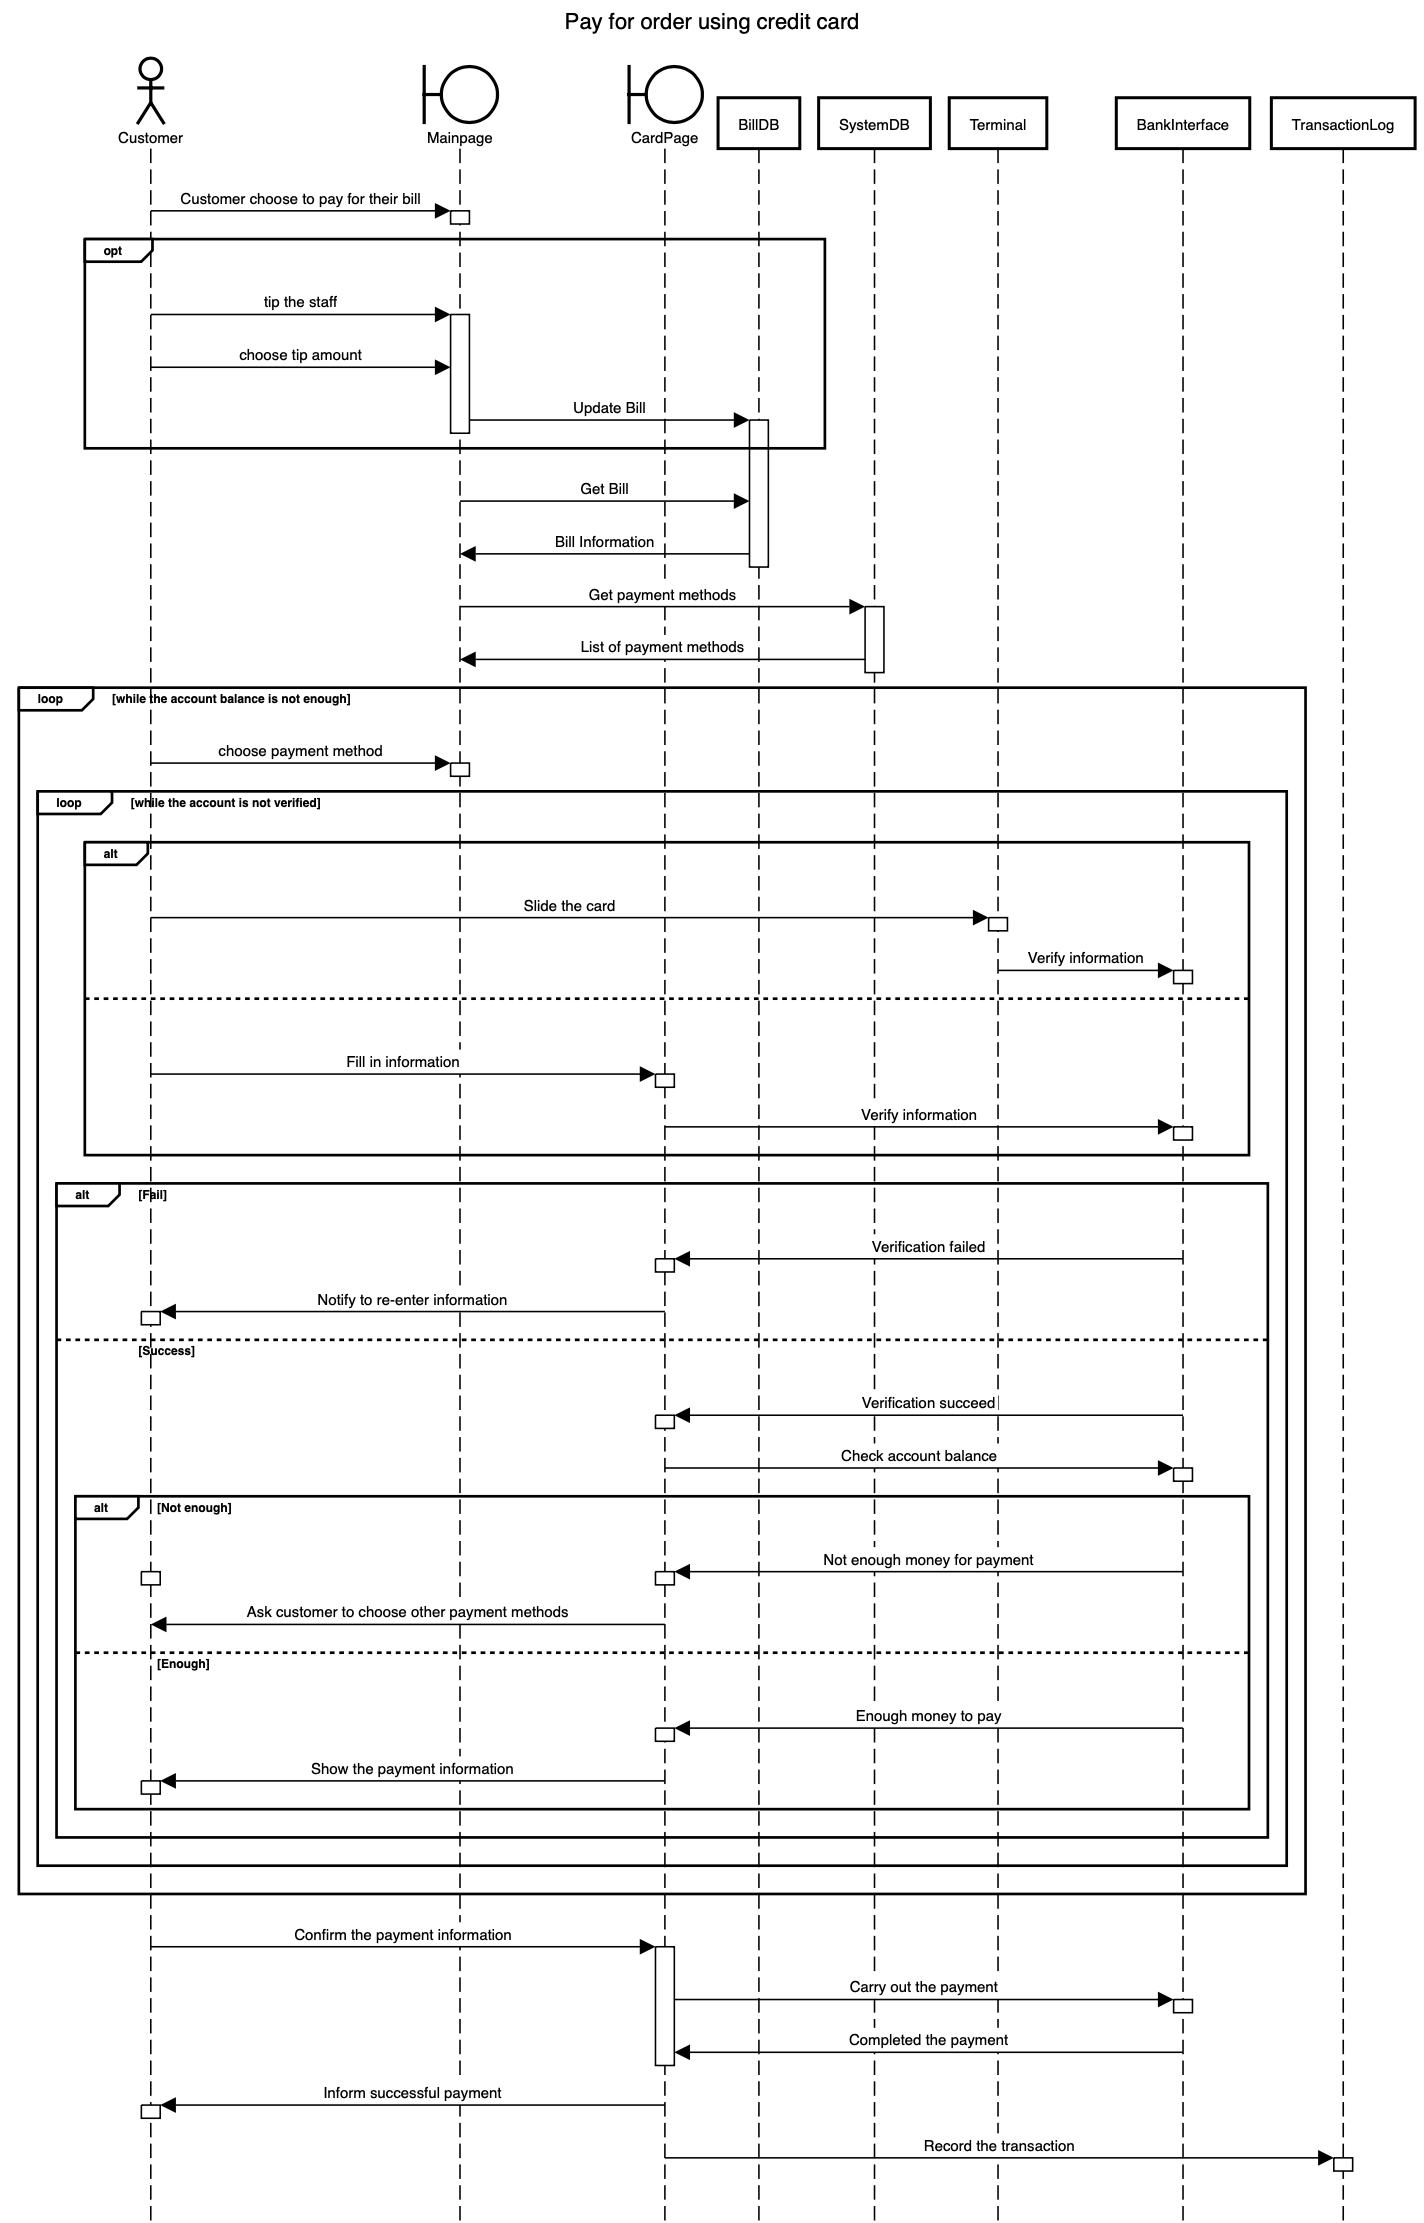 Pay for order using credit card
Customer
Mainpage
CardPage
BillDB
SystemDB
Terminal
BankInterface
TransactionLog
Customer choose to pay for their bill
opt
tip the staff
choose tip amount
Update Bill
Get Bill
Bill Information
Get payment methods
List of payment methods
loop [while the account balance is not enough]
choose payment method
loop [while the account is not verified]
alt
Slide the card
Verify information
Fill in information
Verify information
alt [Fail]
Verification failed
Notify to re-enter information
[Success]
Verification succeed
Check account balance
alt [Not enough]
Not enough money for payment
Ask customer to choose other payment methods
[Enough]
Enough money to pay
Show the payment information
Confirm the payment information
Carry out the payment
Completed the payment
Inform successful payment
Record the transaction